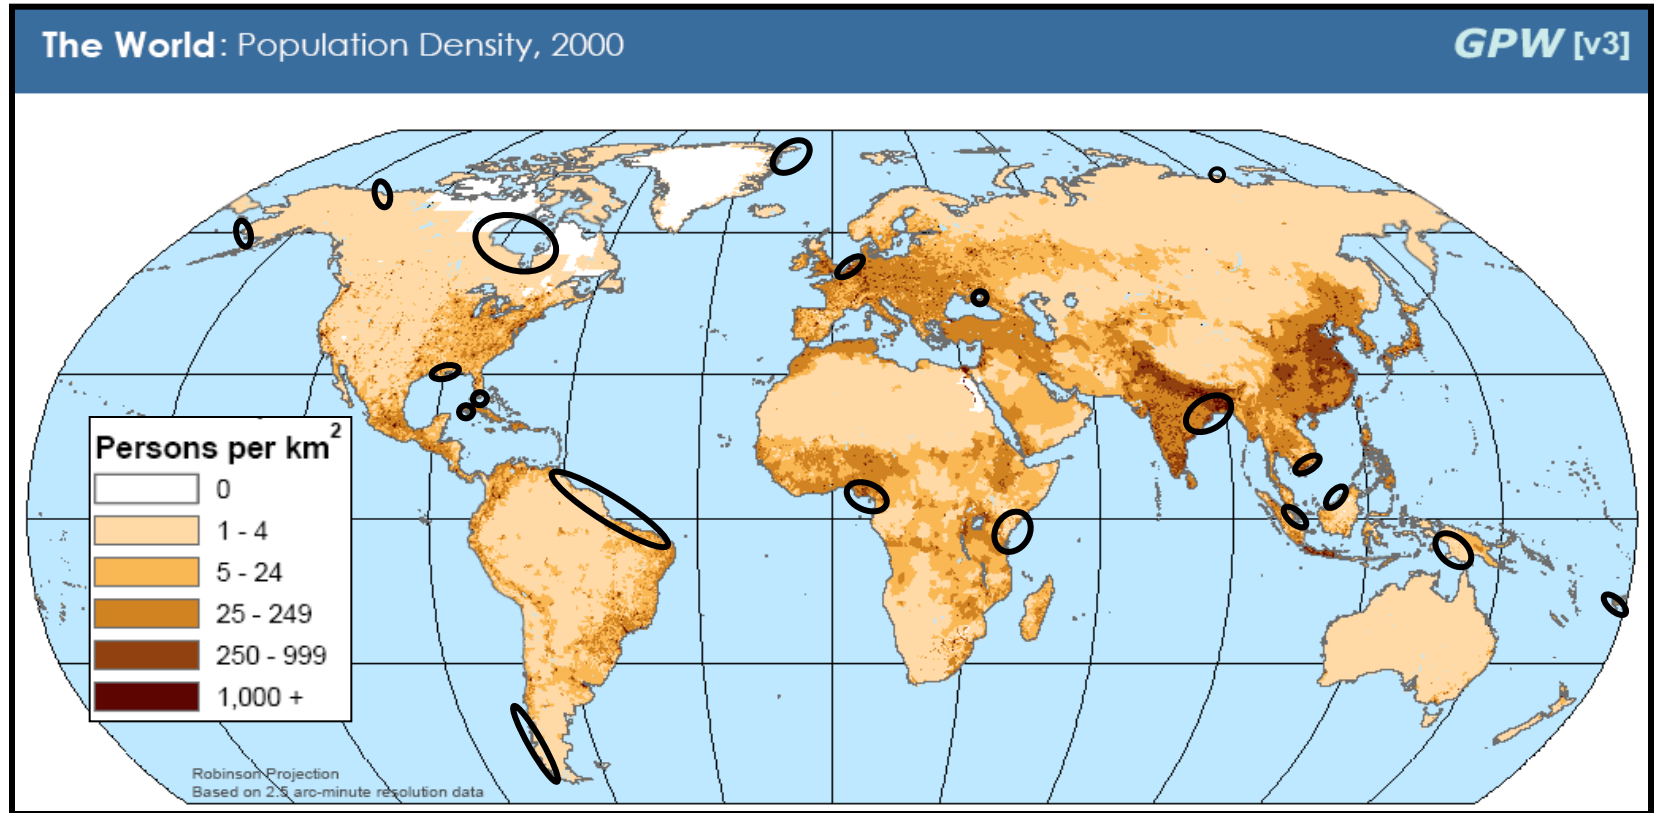 The World: Population Density, 2000
GPW [v3]
Persons per km²
0
1 - 4
5 - 24
25 - 249
250 - 999
1,000 +
Robinson Projection
Based on 2.5 arc-minute resolution data